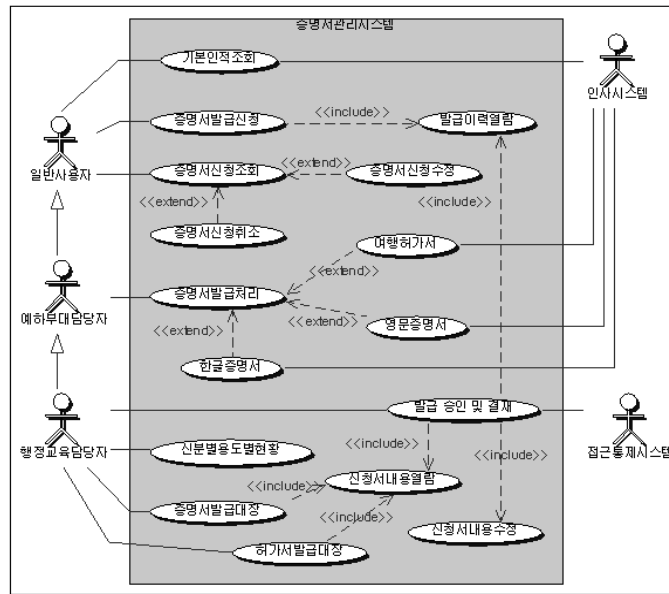 증명서관리시스템
기본인적조회
인사시스템
증명서발급신청
<<include>>
발급이력열람
일반사용자
증명서신청조회
<<extend>>
증명서신청수정
<<extend>>
<<include>>
증명서신청취소
여행허가서
<<extend>>
예하부대담당자
증명서발급처리
<<extend>>
<<extend>>
영문증명서
한글증명서
발급 승인 및 결재
행정교육담당자
신분별용도별현황
<<include>>
<<include>>
접근통제시스템
신청서내용열람
<<include>>
증명서발급대장
<<include>>
신청서내용수정
허가서발급대장